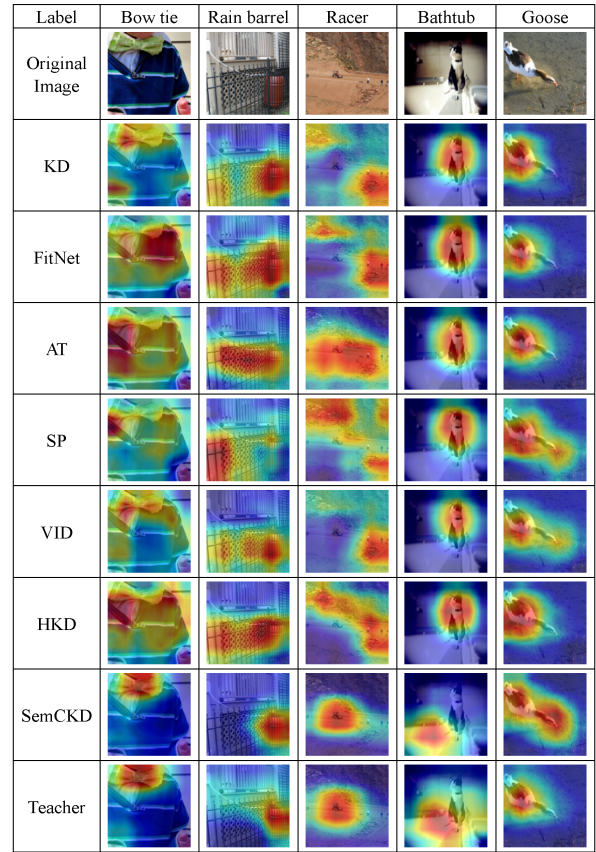 Label Bow tie Rain barrel Racer Bathtub Goose
Original
Image
KD
FitNet
AT
SP
VID
HKD
SemCKD
Teacher